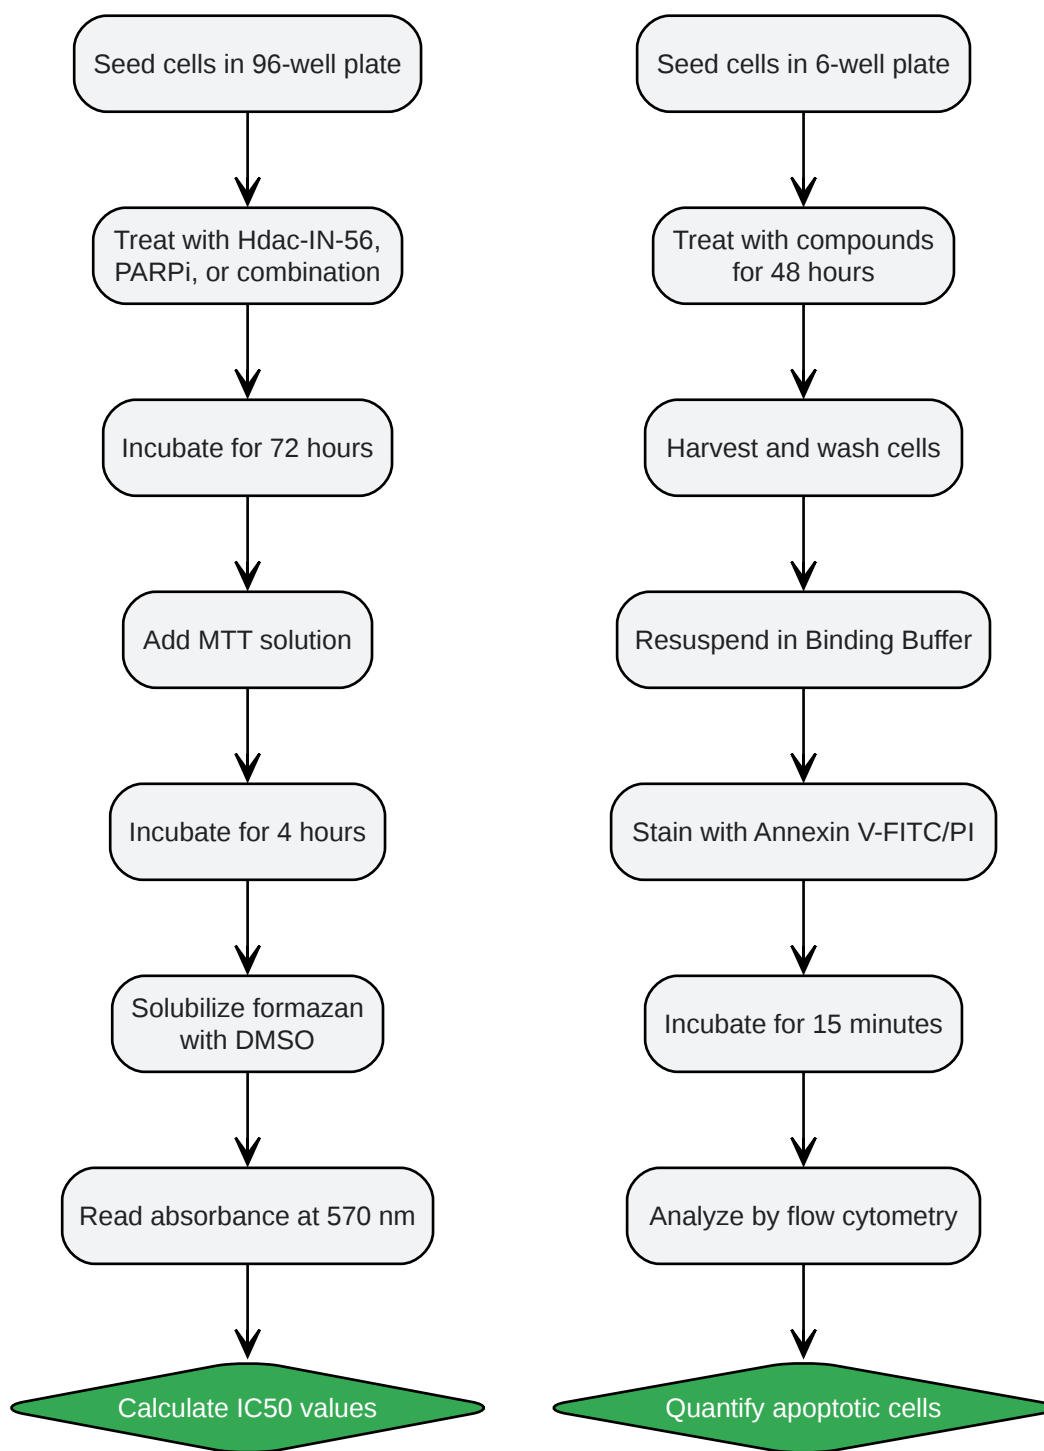 Seed cells in 96-well plate
Treat with Hdac-IN-56,
PARPi, or combination
Incubate for 72 hours
Add MTT solution
Incubate for 4 hours
Solubilize formazan
with DMSO
Read absorbance at 570 nm
Calculate IC50 values
Seed cells in 6-well plate
Treat with compounds
for 48 hours
Harvest and wash cells
Resuspend in Binding Buffer
Stain with Annexin V-FITC/PI
Incubate for 15 minutes
Analyze by flow cytometry
Quantify apoptotic cells